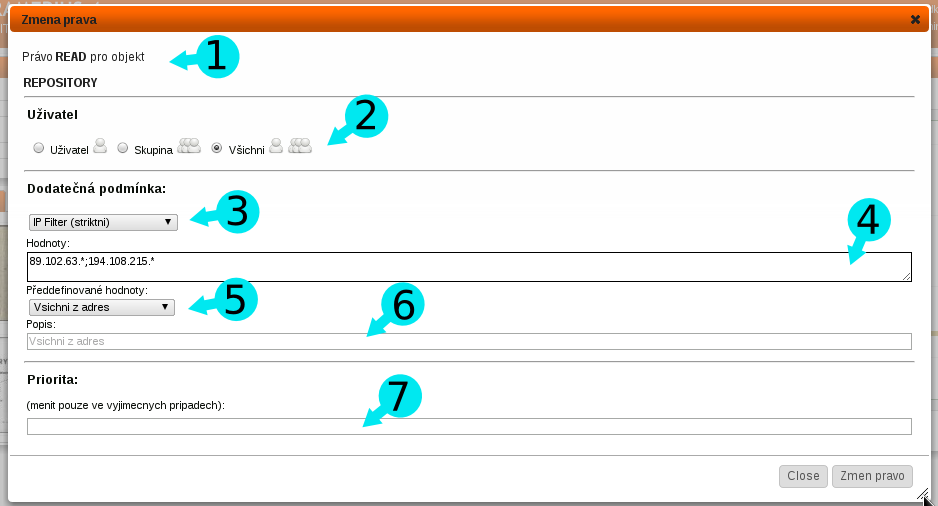 Zmena prava
Právo READ pro objekt
1
REPOSITORY
2
Uživatel
Uživatel Skupina Všichni
Dodatečná podmínka:
3
IP Filter (striktni)
4
Hodnoty:
89.102.63.*;194.108.215.*
Předdefinované hodnoty:
5
Vsichni z adres
6
Popis:
Vsichni z adres
Priorita:
7
(menit pouze ve vyjimecnych pripadech):
Close Zmen pravo